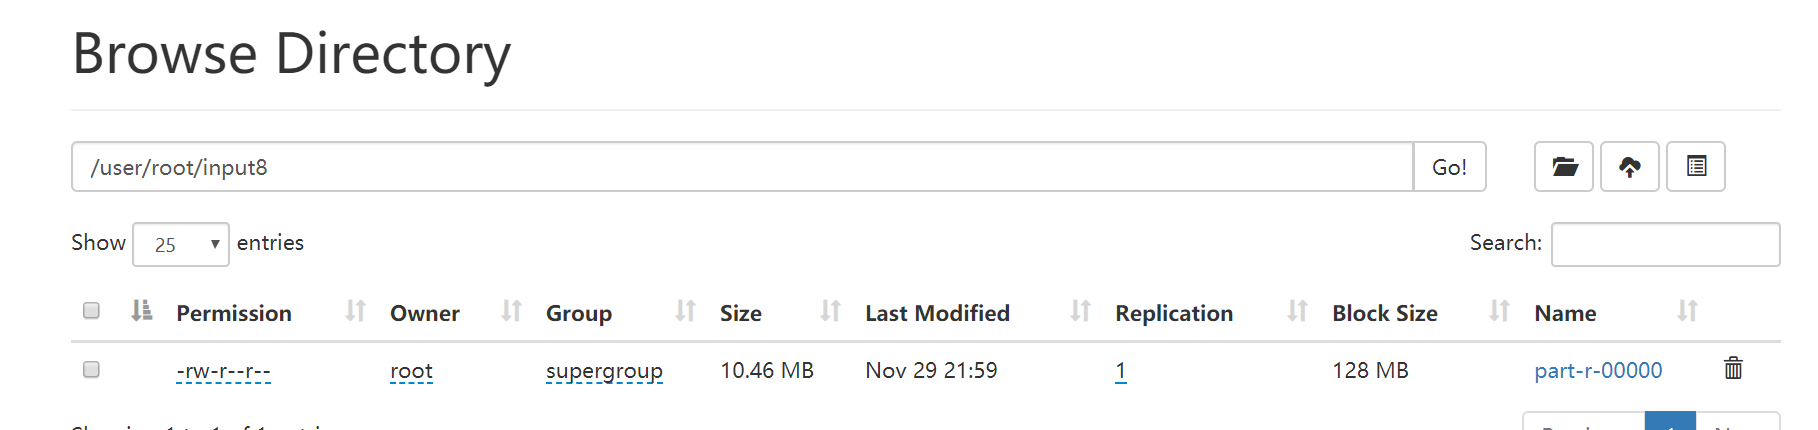 Browse Directory
/user/root/input8 Go!
Show 25 entries Search:
Permission Owner Group Size Last Modified Replication Block Size Name
-rw-r--r-- root supergroup 10.46 MB Nov 29 21:59 1 128 MB part-r-00000